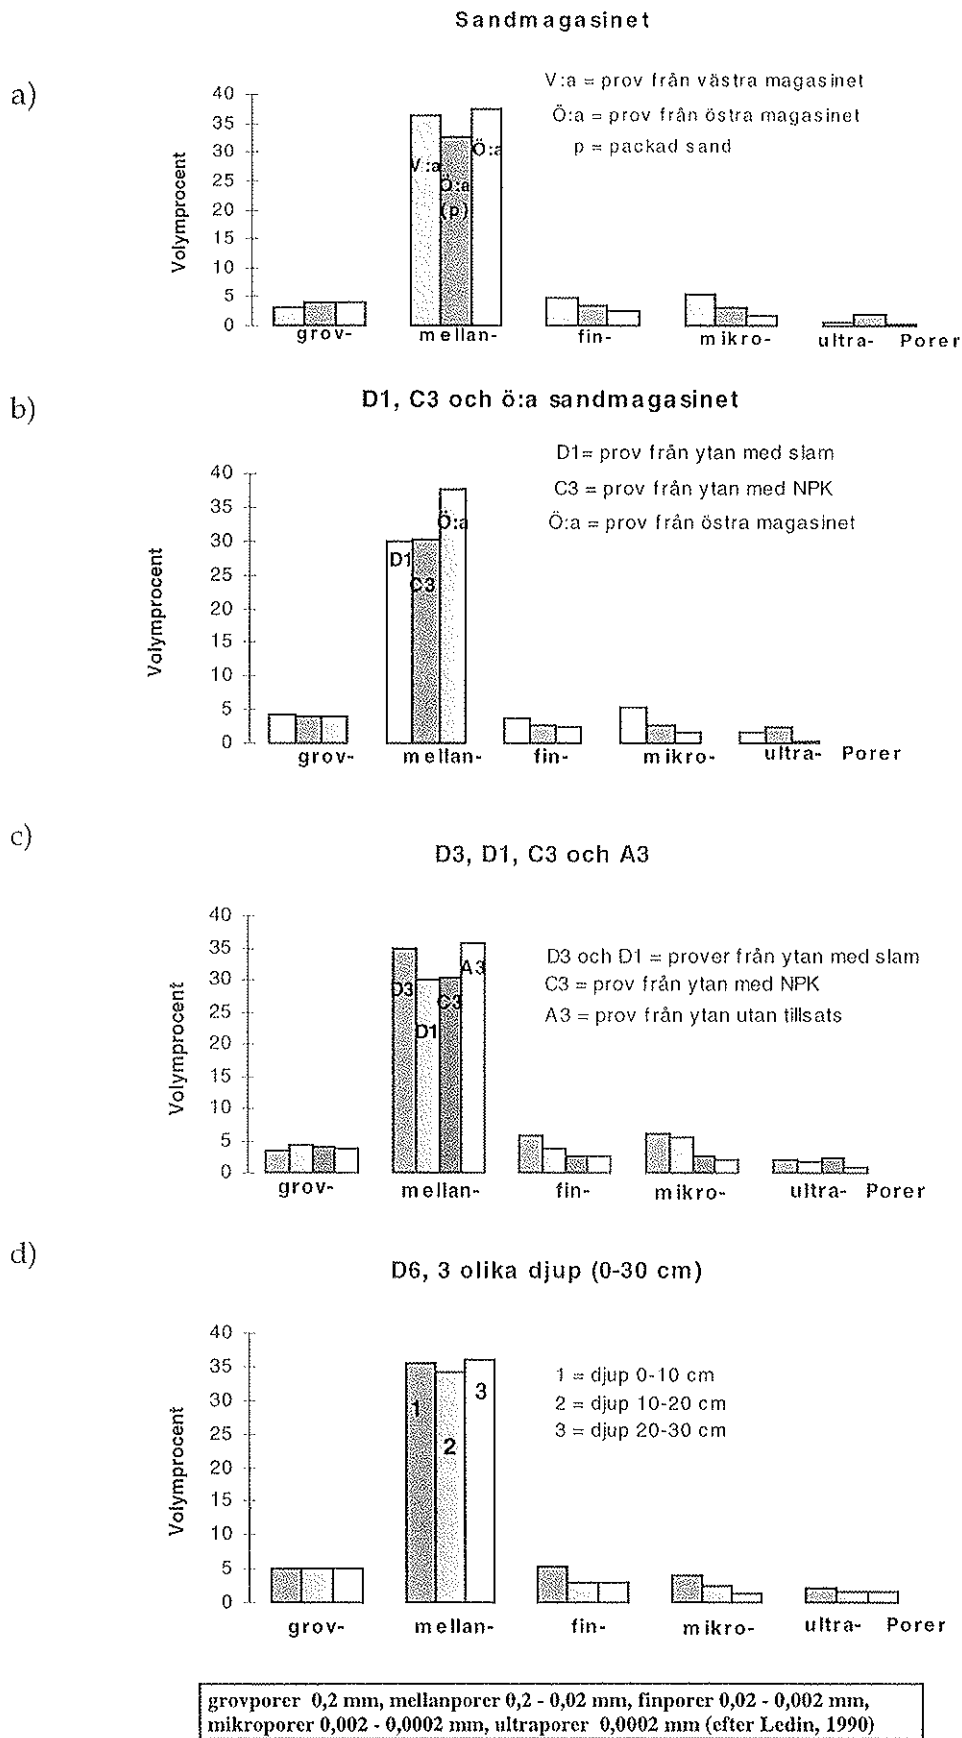 Sandmagasinet
a)
V:a = prov från västra magasinet
Ö:a = prov från östra magasinet
p = packad sand
Volymprocent
40
35
30
25
20
15
10
5
0
V:a
Ö:a
(p)
Ö:a
grov- mellan- fin- mikro- ultra- Porer
b)
D1, C3 och ö:a sandmagasinet
D1= prov från ytan med slam
C3 = prov från ytan med NPK
Ö:a = prov från östra magasinet
Volymprocent
40
35
30
25
20
15
10
5
0
D1
C3
Ö:a
grov- mellan- fin- mikro- ultra- Porer
c)
D3, D1, C3 och A3
D3 och D1 = prover från ytan med slam
C3 = prov från ytan med NPK
A3 = prov från ytan utan tillsats
Volymprocent
40
35
30
25
20
15
10
5
0
D3
D1
C3
A3
grov- mellan- fin- mikro- ultra- Porer
d)
D6, 3 olika djup (0-30 cm)
1 = djup 0-10 cm
2 = djup 10-20 cm
3 = djup 20-30 cm
Volymprocent
40
35
30
25
20
15
10
5
0
1
2
3
grov- mellan- fin- mikro- ultra- Porer
grovporer 0,2 mm, mellanporer 0,2 - 0,02 mm, finporer 0,02 - 0,002 mm,
mikroporer 0,002 - 0,0002 mm, ultraporer 0,0002 mm (efter Ledin, 1990)